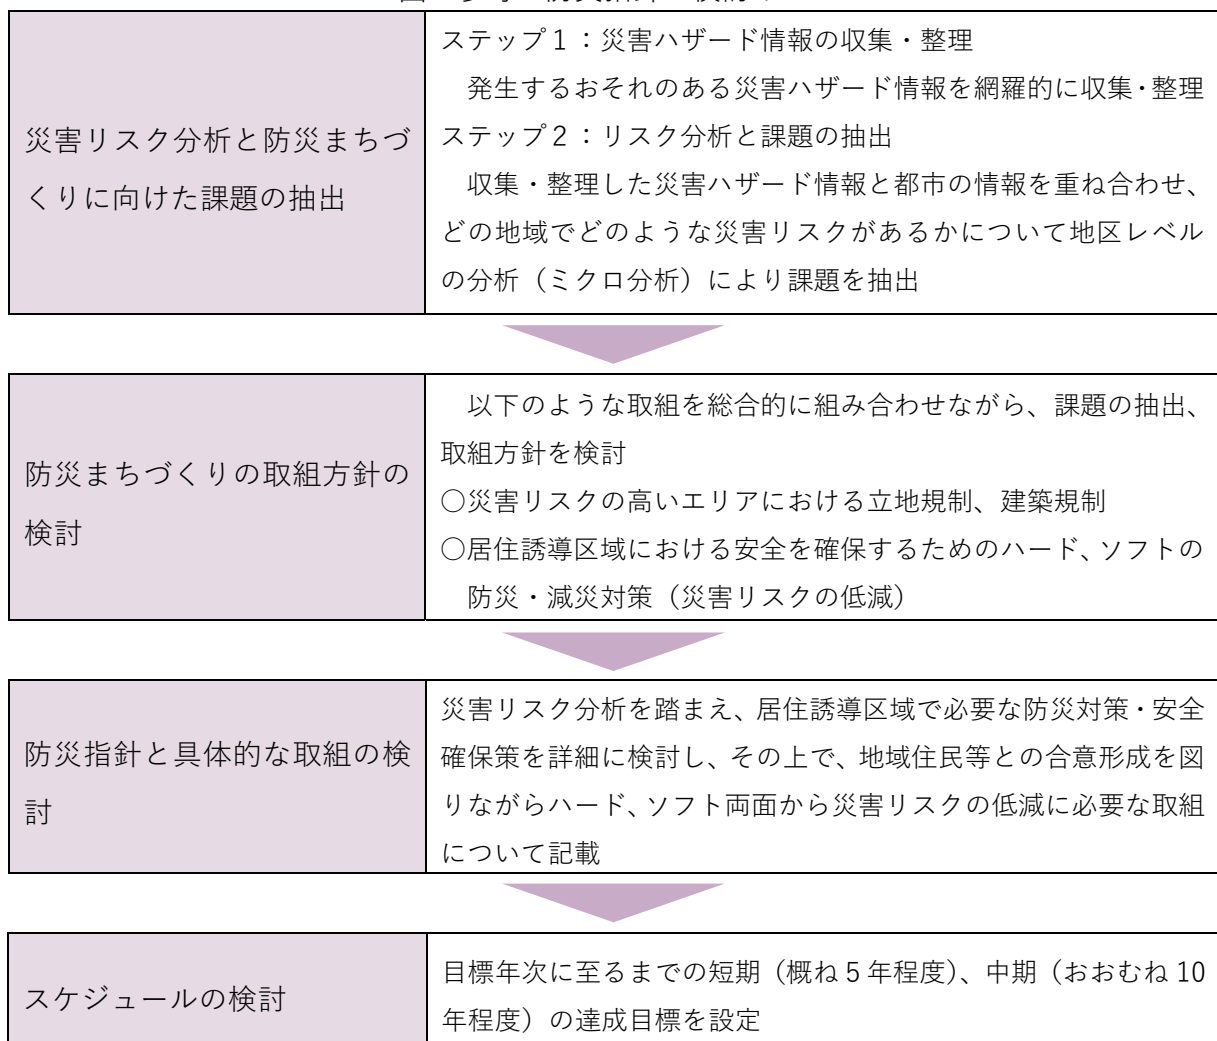 災害リスク分析と防災まちづ
くりに向けた課題の抽出
ステップ１：災害ハザード情報の収集・整理
　発生するおそれのある災害ハザード情報を網羅的に収集・整理
ステップ２：リスク分析と課題の抽出
　収集・整理した災害ハザード情報と都市の情報を重ね合わせ、
どの地域でどのような災害リスクがあるかについて地区レベル
の分析（ミクロ分析）により課題を抽出
防災まちづくりの取組方針の
検討
　以下のような取組を総合的に組み合わせながら、課題の抽出、
取組方針を検討
○災害リスクの高いエリアにおける立地規制、建築規制
○居住誘導区域における安全を確保するためのハード、ソフトの
　防災・減災対策（災害リスクの低減）
防災指針と具体的な取組の検
討
災害リスク分析を踏まえ、居住誘導区域で必要な防災対策・安全
確保策を詳細に検討し、その上で、地域住民等との合意形成を図
りながらハード、ソフト両面から災害リスクの低減に必要な取組
について記載
スケジュールの検討
目標年次に至るまでの短期（概ね５年程度）、中期（おおむね 10
年程度）の達成目標を設定